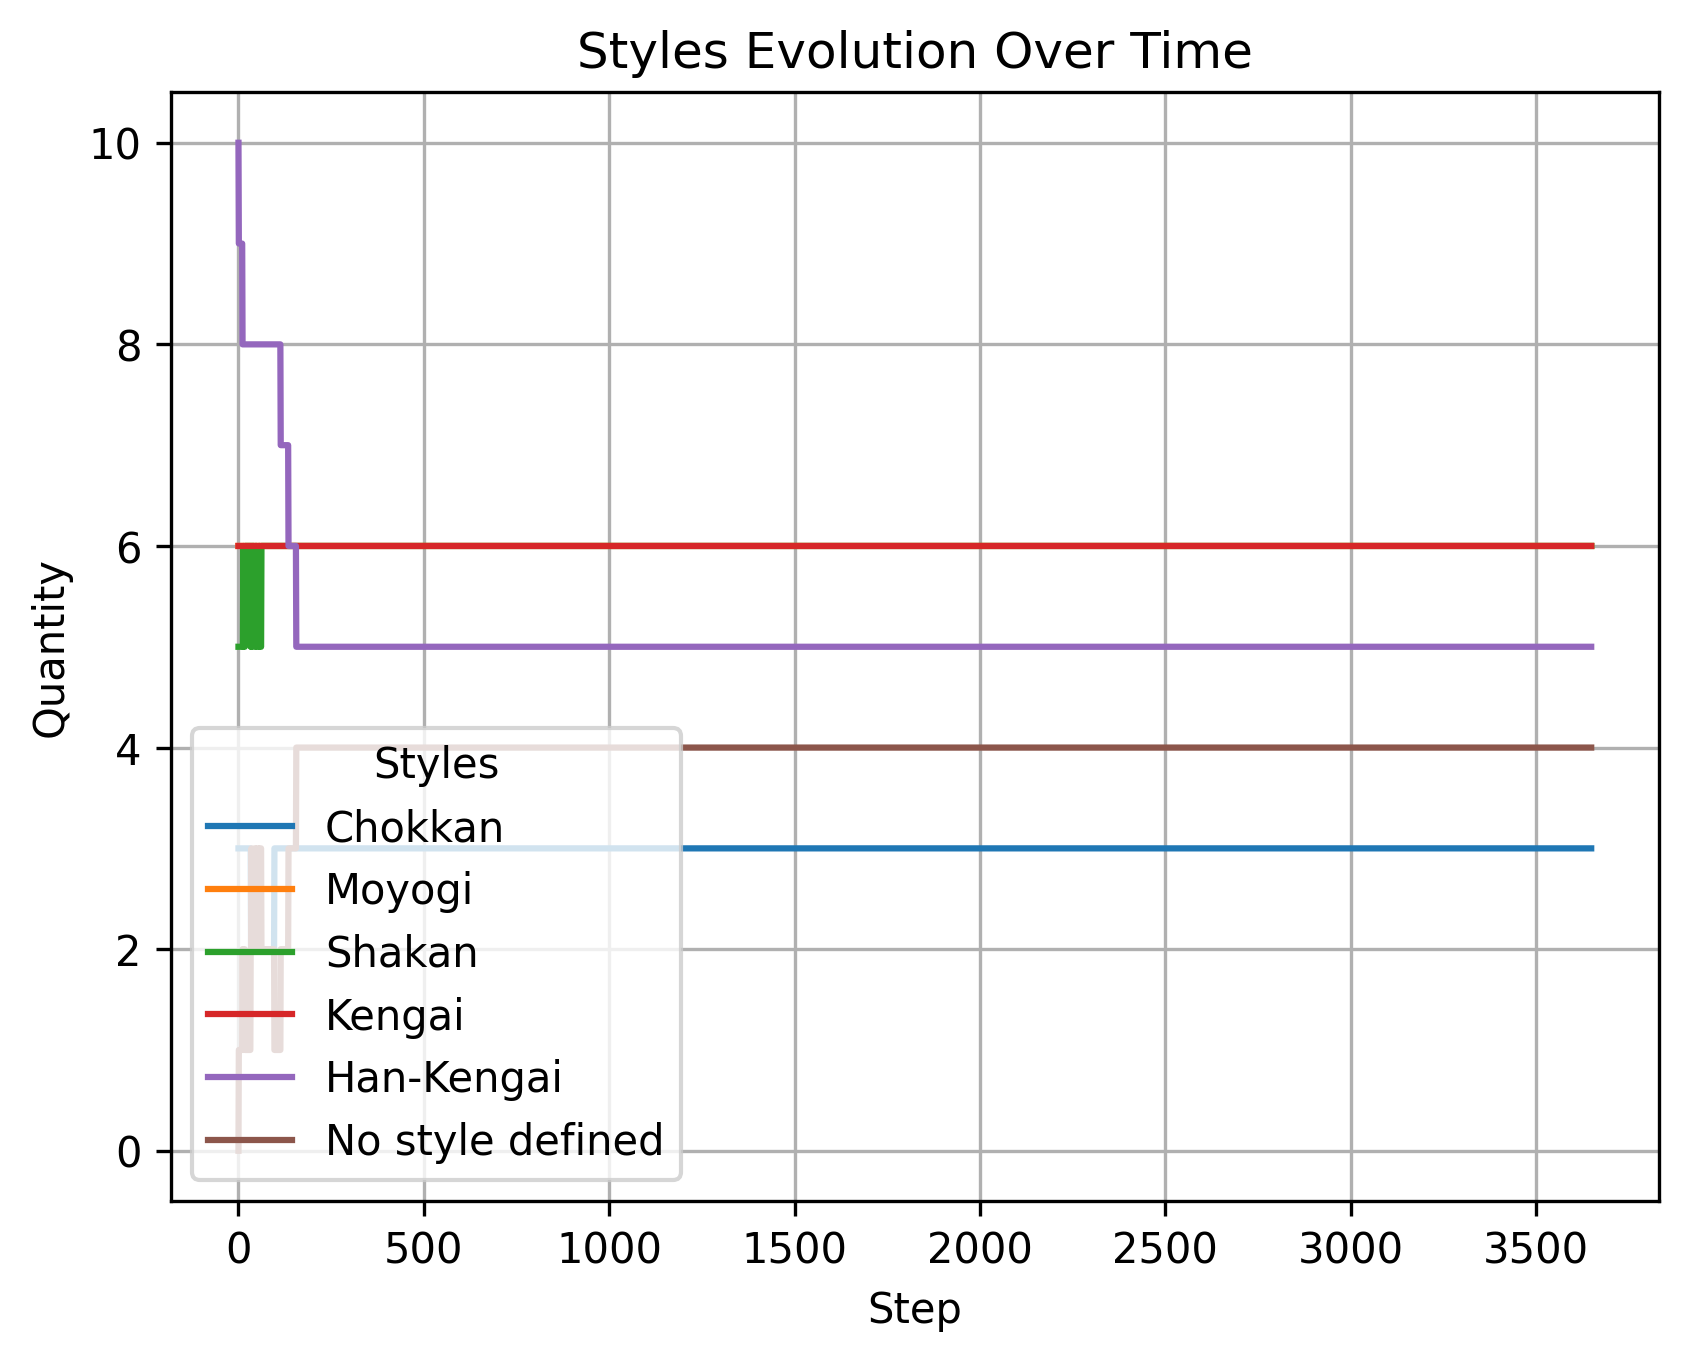 Styles Evolution Over Time
10
8
6
4
2
0
Quantity
Styles
Chokkan
Moyogi
Shakan
Kengai
Han-Kengai
No style defined
0 500 1000 1500 2000 2500 3000 3500
Step